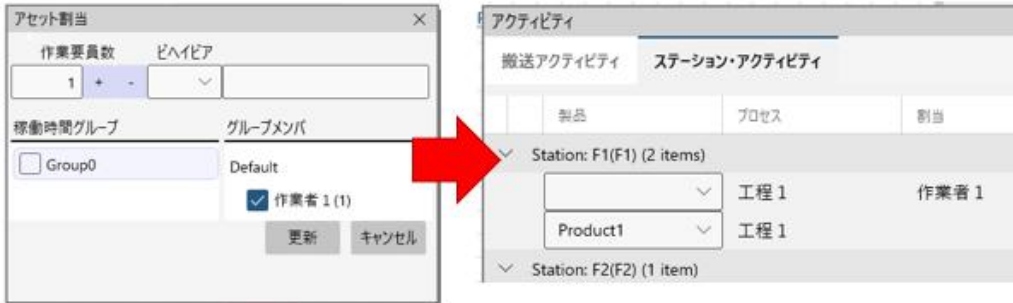 アセット割当
作業要員数 ビヘイビア
1 + -
稼働時間グループ グループメンバ
Group0 Default
作業者 1 (1)
更新 キャンセル
アクティビティ
搬送アクティビティ ステーション・アクティビティ
製品 プロセス 割当
Station: F1(F1) (2 items)
工程 1 作業者 1
Product1 工程 1
Station: F2(F2) (1 item)